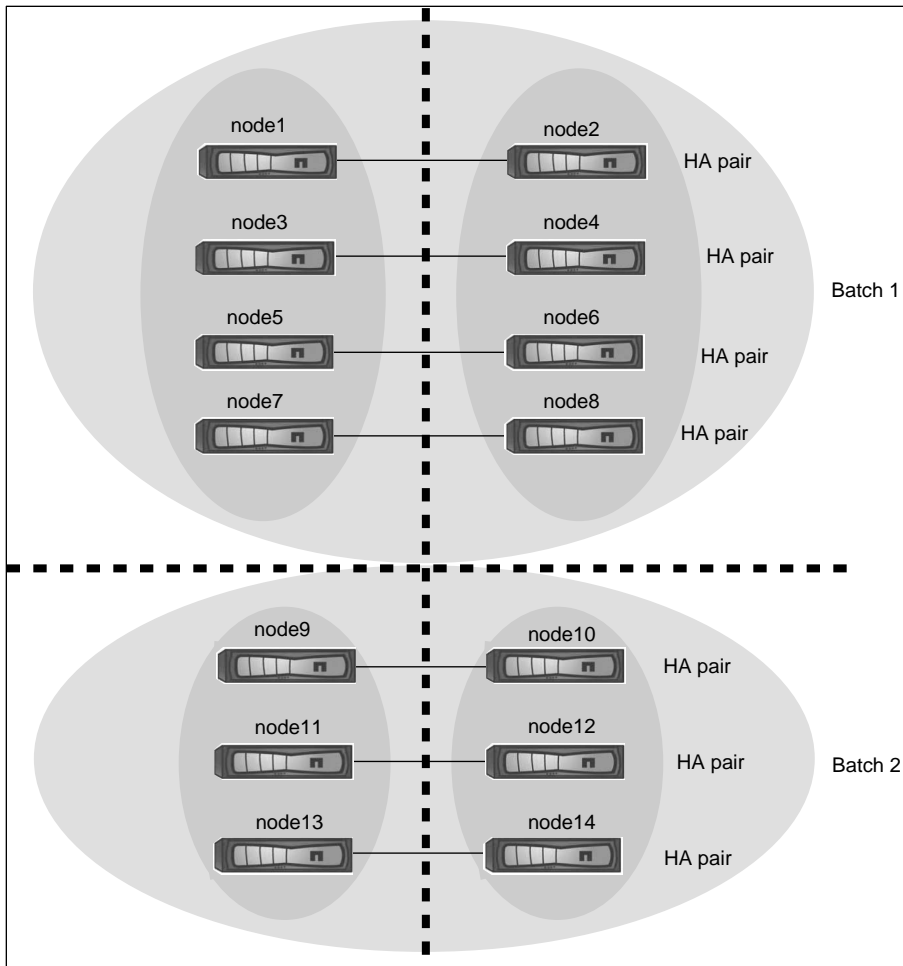 node1
node2
HA pair
node3
node4
HA pair
Batch 1
node5
node6
HA pair
node7
node8
HA pair
node9
node10
HA pair
node11
node12
HA pair
Batch 2
node13
node14
HA pair